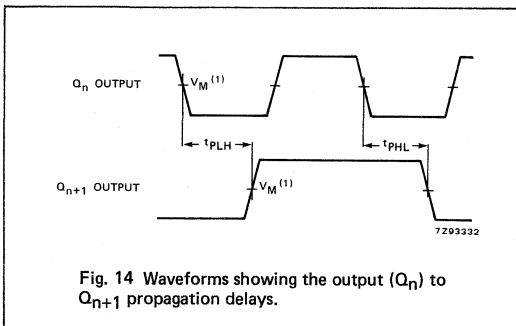 Qn OUTPUT
VM (1)
tPLH
tPHL
Qn+1 OUTPUT
VM (1)
7Z93332
Fig. 14 Waveforms showing the output (Qn) to
Qn+1 propagation delays.